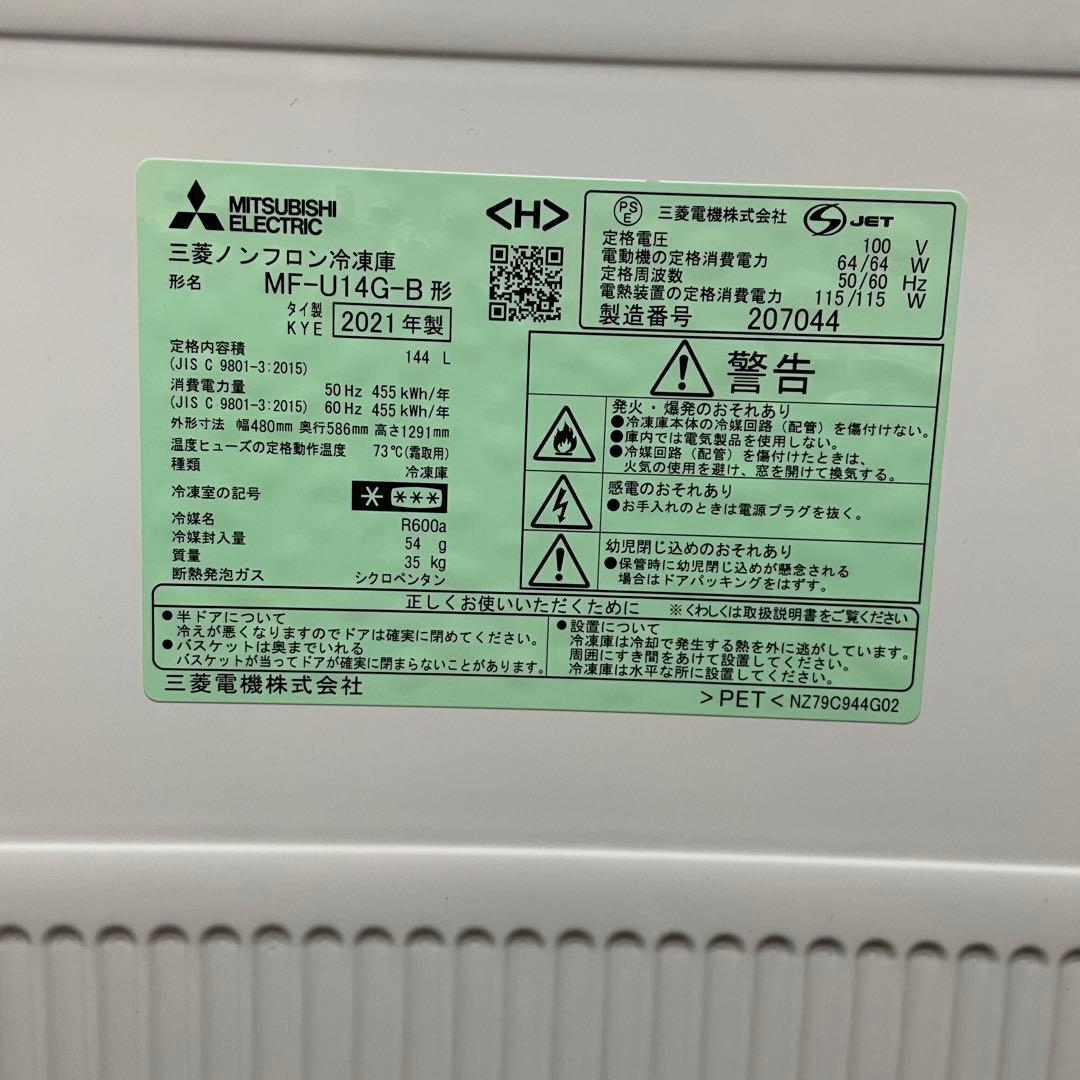 MITSUBISHI
ELECTRIC
三菱ノンフロン冷凍庫
形名 MF-U14G-B 形
タイ製
KYE 2021年製
定格内容積 144 L
(JIS C 9801-3:2015)
消費電力量 50 Hz 455 kWh/年
(JIS C 9801-3:2015) 60 Hz 455 kWh/年
外形寸法 幅480mm 奥行586mm 高さ1291mm
温度ヒューズの定格動作温度 73℃(霜取用)
種類 冷凍庫
冷凍室の記号 * ***
冷媒名 R600a
冷媒封入量 54 g
質量 35 kg
断熱発泡ガス シクロペンタン
<H>
PS
E 三菱電機株式会社 S JET
定格電圧 100 V
電動機の定格消費電力 64/64 W
定格周波数 50/60 Hz
電熱装置の定格消費電力 115/115 W
製造番号 207044
警告
発火・爆発のおそれあり
●冷凍庫本体の冷媒回路(配管)を傷付けない。
●庫内では電気製品を使用しない。
●冷媒回路(配管)を傷付けたときは、
火気の使用を避け、窓を開けて換気する。
感電のおそれあり
●お手入れのときは電源プラグを抜く。
幼児閉じ込めのおそれあり
●保管時に幼児閉じ込めが懸念される
場合はドアパッキングをはずす。
正しくお使いいただくために ※くわしくは取扱説明書をご覧ください
●半ドアについて
冷えが悪くなりますのでドアは確実に閉めてください。
●バスケットは奥までいれる
バスケットが当ってドアが確実に閉まらないことがあります。
●設置について
冷凍庫は冷却で発生する熱を外に逃がしています。
周囲にすき間をあけて設置してください。
冷凍庫は水平な所に設置してください。
三菱電機株式会社
>PET< NZ79C944G02